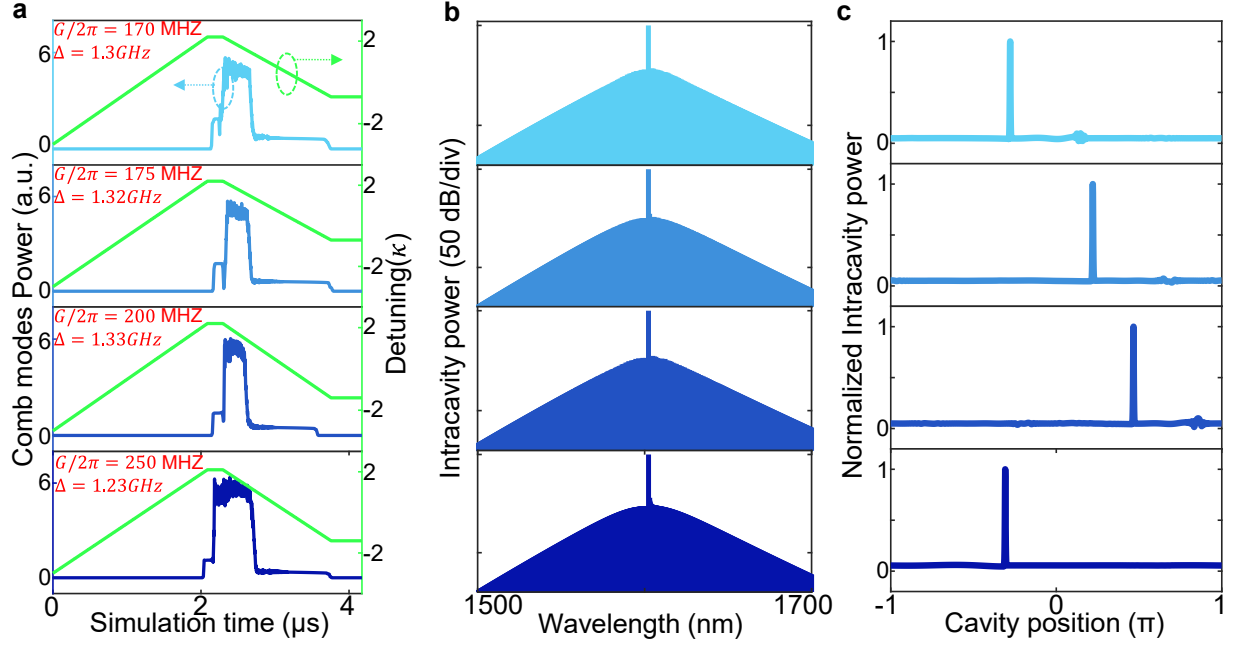 a
G/2π = 170 MHZ
Δ = 1.3GHz
6
0
2
-2
G/2π = 175 MHZ
Δ = 1.32GHz
6
0
2
-2
G/2π = 200 MHZ
Δ = 1.33GHz
6
0
2
-2
G/2π = 250 MHZ
Δ = 1.23GHz
6
0
2
-2
0
2
4
Comb modes Power (a.u.)
Detuning(κ)
Simulation time (μs)
b
Intracavity power (50 dB/div)
1500
1700
Wavelength (nm)
c
Normalized Intracavity power
1
0
1
0
1
0
1
0
-1
0
1
Cavity position (π)